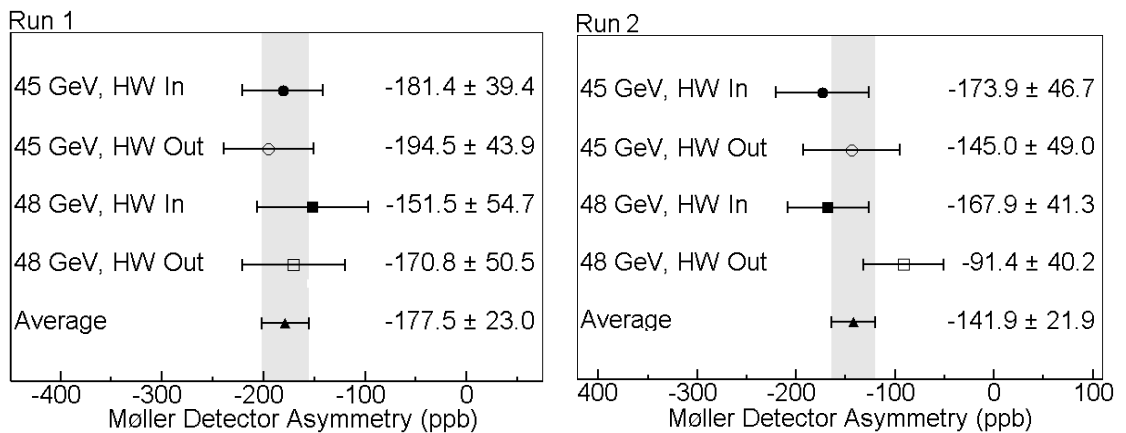 Run 1
45 GeV, HW In -181.4 ± 39.4
45 GeV, HW Out -194.5 ± 43.9
48 GeV, HW In -151.5 ± 54.7
48 GeV, HW Out -170.8 ± 50.5
Average -177.5 ± 23.0
-400 -300 -200 -100 0
Møller Detector Asymmetry (ppb)
Run 2
45 GeV, HW In -173.9 ± 46.7
45 GeV, HW Out -145.0 ± 49.0
48 GeV, HW In -167.9 ± 41.3
48 GeV, HW Out -91.4 ± 40.2
Average -141.9 ± 21.9
-400 -300 -200 -100 0 100
Møller Detector Asymmetry (ppb)